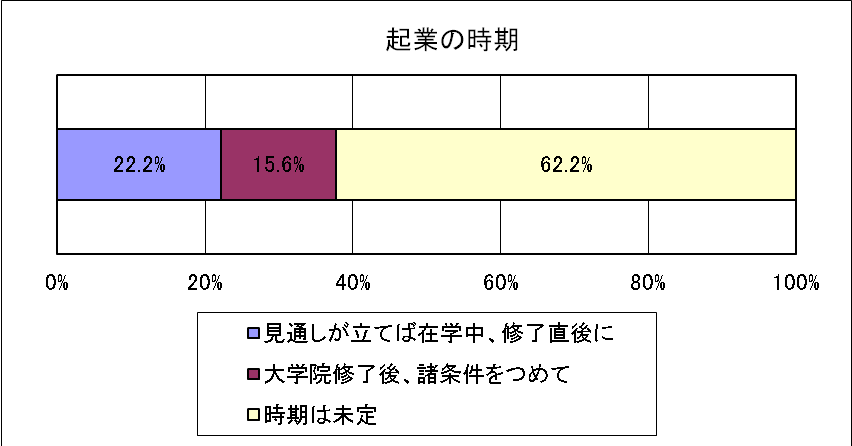 起業の時期
22.2% 15.6% 62.2%
0% 20% 40% 60% 80% 100%
見通しが立てば在学中、修了直後に
大学院修了後、諸条件をつめて
時期は未定